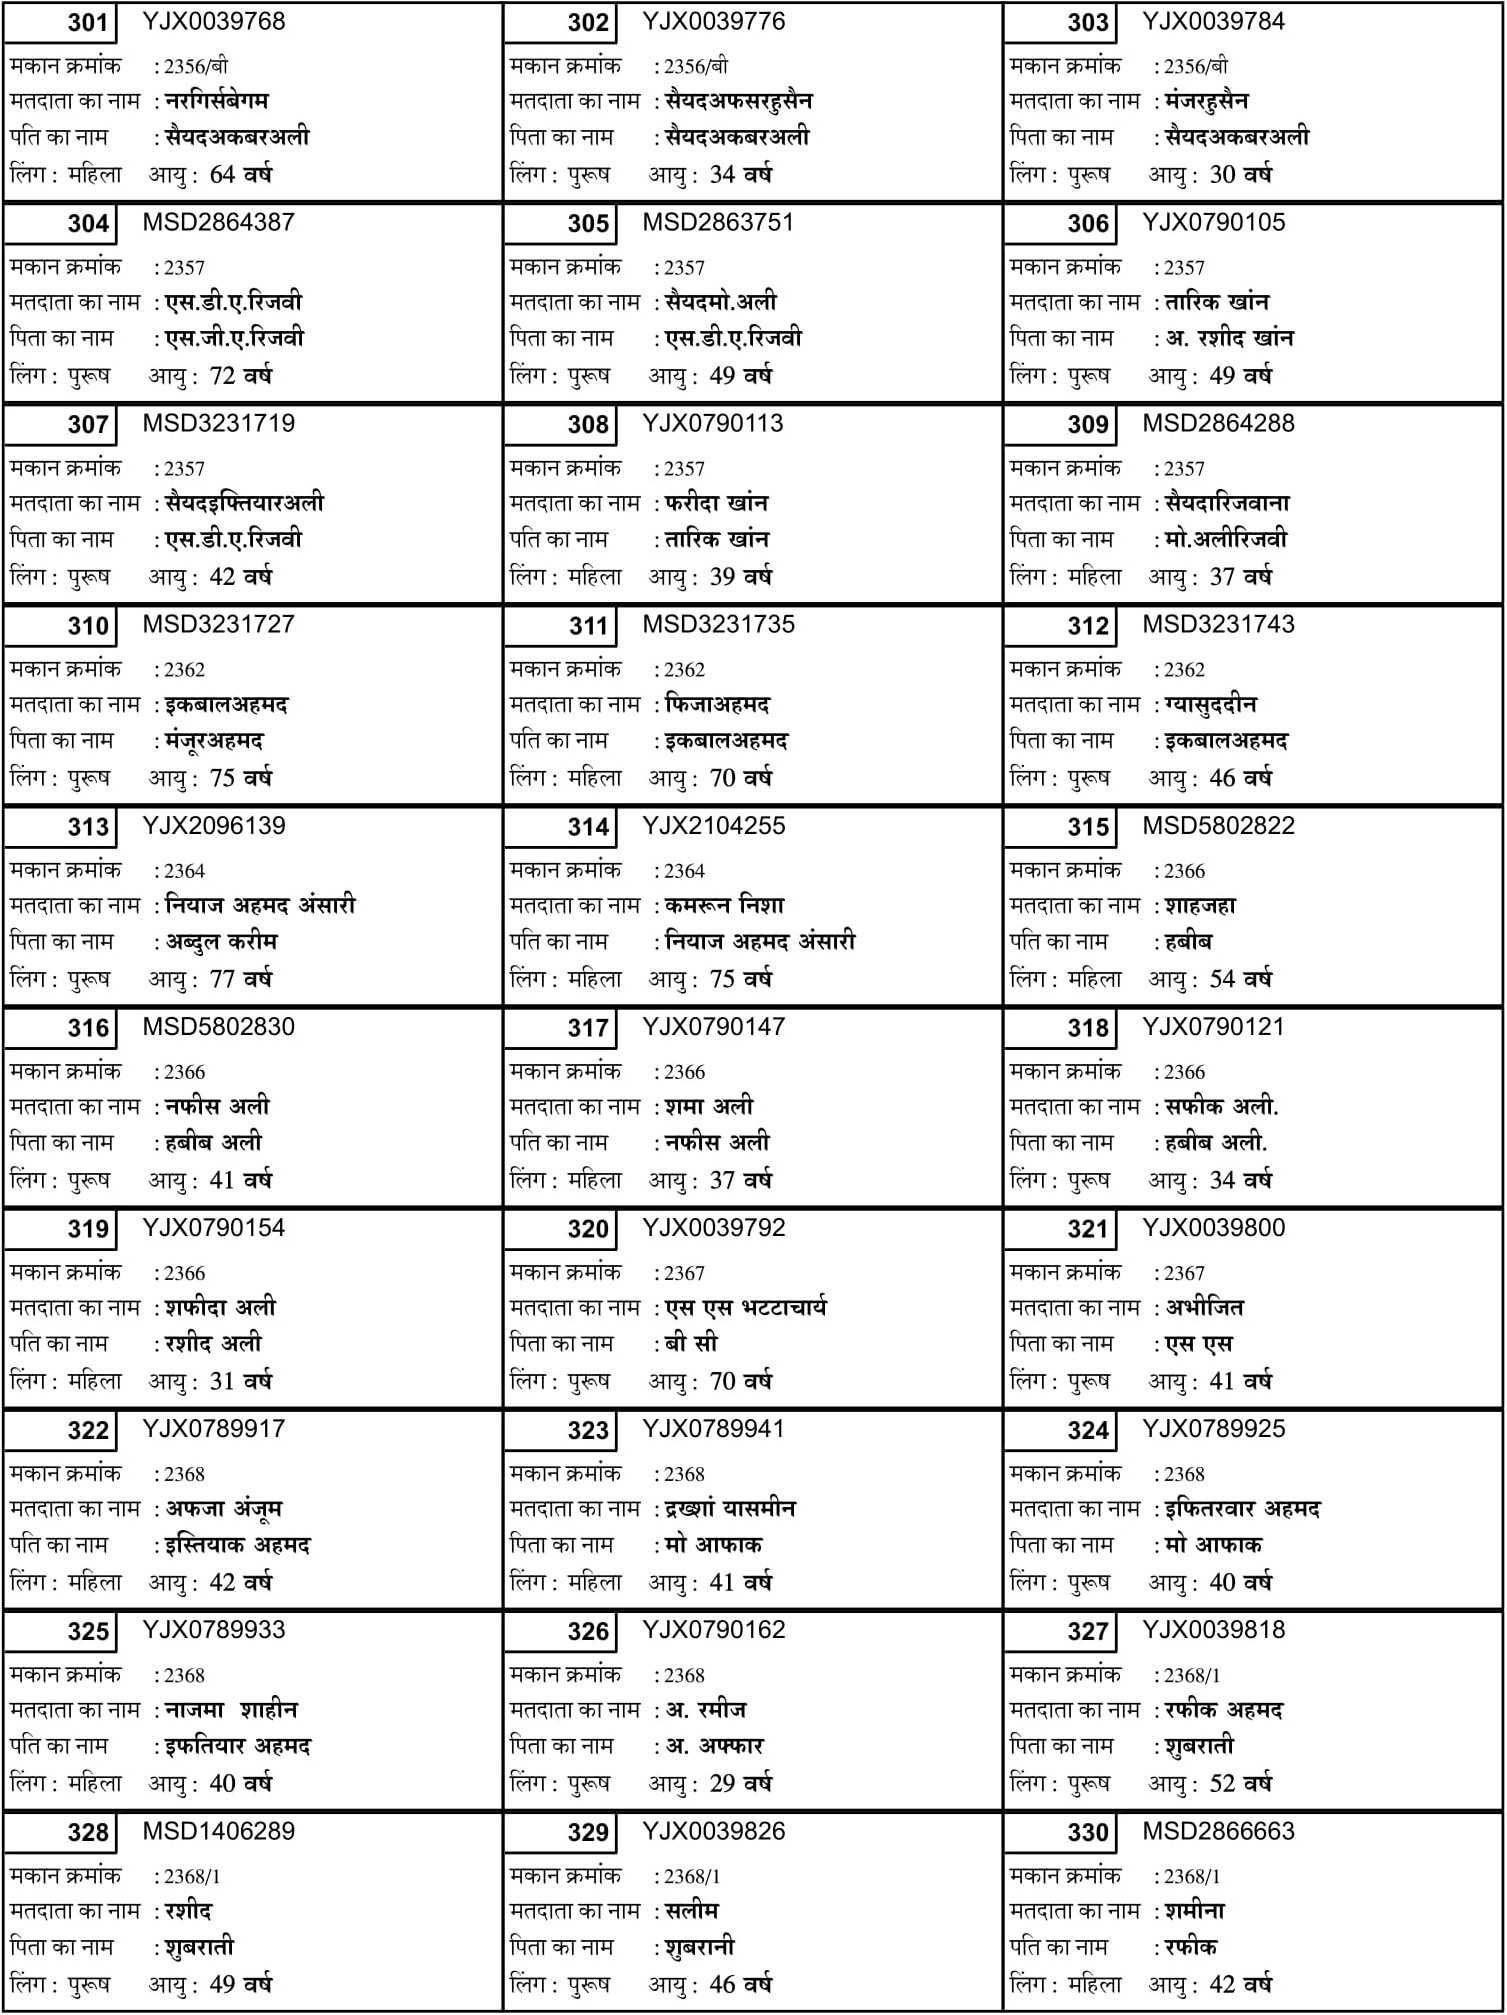 301 YJX0039768
मकान क्रमांक : 2356/बी
मतदाता का नाम : नरगिर्सबेगम
पति का नाम : सैयदअकबरअली
लिंग : महिला आयु : 64 वर्ष
302 YJX0039776
मकान क्रमांक : 2356/बी
मतदाता का नाम : सैयदअफसरहुसैन
पिता का नाम : सैयदअकबरअली
लिंग : पुरूष आयु : 34 वर्ष
303 YJX0039784
मकान क्रमांक : 2356/बी
मतदाता का नाम : मंजरहुसैन
पिता का नाम : सैयदअकबरअली
लिंग : पुरूष आयु : 30 वर्ष
304 MSD2864387
मकान क्रमांक : 2357
मतदाता का नाम : एस.डी.ए.रिजवी
पिता का नाम : एस.जी.ए.रिजवी
लिंग : पुरूष आयु : 72 वर्ष
305 MSD2863751
मकान क्रमांक : 2357
मतदाता का नाम : सैयदमो.अली
पिता का नाम : एस.डी.ए.रिजवी
लिंग : पुरूष आयु : 49 वर्ष
306 YJX0790105
मकान क्रमांक : 2357
मतदाता का नाम : तारिक खांन
पिता का नाम : अ. रशीद खांन
लिंग : पुरूष आयु : 49 वर्ष
307 MSD3231719
मकान क्रमांक : 2357
मतदाता का नाम : सैयदइफ्तियारअली
पिता का नाम : एस.डी.ए.रिजवी
लिंग : पुरूष आयु : 42 वर्ष
308 YJX0790113
मकान क्रमांक : 2357
मतदाता का नाम : फरीदा खांन
पति का नाम : तारिक खांन
लिंग : महिला आयु : 39 वर्ष
309 MSD2864288
मकान क्रमांक : 2357
मतदाता का नाम : सैयदारिजवाना
पिता का नाम : मो.अलीरिजवी
लिंग : महिला आयु : 37 वर्ष
310 MSD3231727
मकान क्रमांक : 2362
मतदाता का नाम : इकबालअहमद
पिता का नाम : मंजूरअहमद
लिंग : पुरूष आयु : 75 वर्ष
311 MSD3231735
मकान क्रमांक : 2362
मतदाता का नाम : फिजाअहमद
पति का नाम : इकबालअहमद
लिंग : महिला आयु : 70 वर्ष
312 MSD3231743
मकान क्रमांक : 2362
मतदाता का नाम : ग्यासुददीन
पिता का नाम : इकबालअहमद
लिंग : पुरूष आयु : 46 वर्ष
313 YJX2096139
मकान क्रमांक : 2364
मतदाता का नाम : नियाज अहमद अंसारी
पिता का नाम : अब्दुल करीम
लिंग : पुरूष आयु : 77 वर्ष
314 YJX2104255
मकान क्रमांक : 2364
मतदाता का नाम : कमरून निशा
पति का नाम : नियाज अहमद अंसारी
लिंग : महिला आयु : 75 वर्ष
315 MSD5802822
मकान क्रमांक : 2366
मतदाता का नाम : शाहजहा
पति का नाम : हबीब
लिंग : महिला आयु : 54 वर्ष
316 MSD5802830
मकान क्रमांक : 2366
मतदाता का नाम : नफीस अली
पिता का नाम : हबीब अली
लिंग : पुरूष आयु : 41 वर्ष
317 YJX0790147
मकान क्रमांक : 2366
मतदाता का नाम : शमा अली
पति का नाम : नफीस अली
लिंग : महिला आयु : 37 वर्ष
318 YJX0790121
मकान क्रमांक : 2366
मतदाता का नाम : सफीक अली.
पिता का नाम : हबीब अली.
लिंग : पुरूष आयु : 34 वर्ष
319 YJX0790154
मकान क्रमांक : 2366
मतदाता का नाम : शफीदा अली
पति का नाम : रशीद अली
लिंग : महिला आयु : 31 वर्ष
320 YJX0039792
मकान क्रमांक : 2367
मतदाता का नाम : एस एस भटटाचार्य
पिता का नाम : बी सी
लिंग : पुरूष आयु : 70 वर्ष
321 YJX0039800
मकान क्रमांक : 2367
मतदाता का नाम : अभीजित
पिता का नाम : एस एस
लिंग : पुरूष आयु : 41 वर्ष
322 YJX0789917
मकान क्रमांक : 2368
मतदाता का नाम : अफजा अंजूम
पति का नाम : इस्तियाक अहमद
लिंग : महिला आयु : 42 वर्ष
323 YJX0789941
मकान क्रमांक : 2368
मतदाता का नाम : द्रख्शां यासमीन
पिता का नाम : मो आफाक
लिंग : महिला आयु : 41 वर्ष
324 YJX0789925
मकान क्रमांक : 2368
मतदाता का नाम : इफितरवार अहमद
पिता का नाम : मो आफाक
लिंग : पुरूष आयु : 40 वर्ष
325 YJX0789933
मकान क्रमांक : 2368
मतदाता का नाम : नाजमा शाहीन
पति का नाम : इफतियार अहमद
लिंग : महिला आयु : 40 वर्ष
326 YJX0790162
मकान क्रमांक : 2368
मतदाता का नाम : अ. रमीज
पिता का नाम : अ. अफ्फार
लिंग : पुरूष आयु : 29 वर्ष
327 YJX0039818
मकान क्रमांक : 2368/1
मतदाता का नाम : रफीक अहमद
पिता का नाम : शुबराती
लिंग : पुरूष आयु : 52 वर्ष
328 MSD1406289
मकान क्रमांक : 2368/1
मतदाता का नाम : रशीद
पिता का नाम : शुबराती
लिंग : पुरूष आयु : 49 वर्ष
329 YJX0039826
मकान क्रमांक : 2368/1
मतदाता का नाम : सलीम
पिता का नाम : शुबरानी
लिंग : पुरूष आयु : 46 वर्ष
330 MSD2866663
मकान क्रमांक : 2368/1
मतदाता का नाम : शमीना
पति का नाम : रफीक
लिंग : महिला आयु : 42 वर्ष